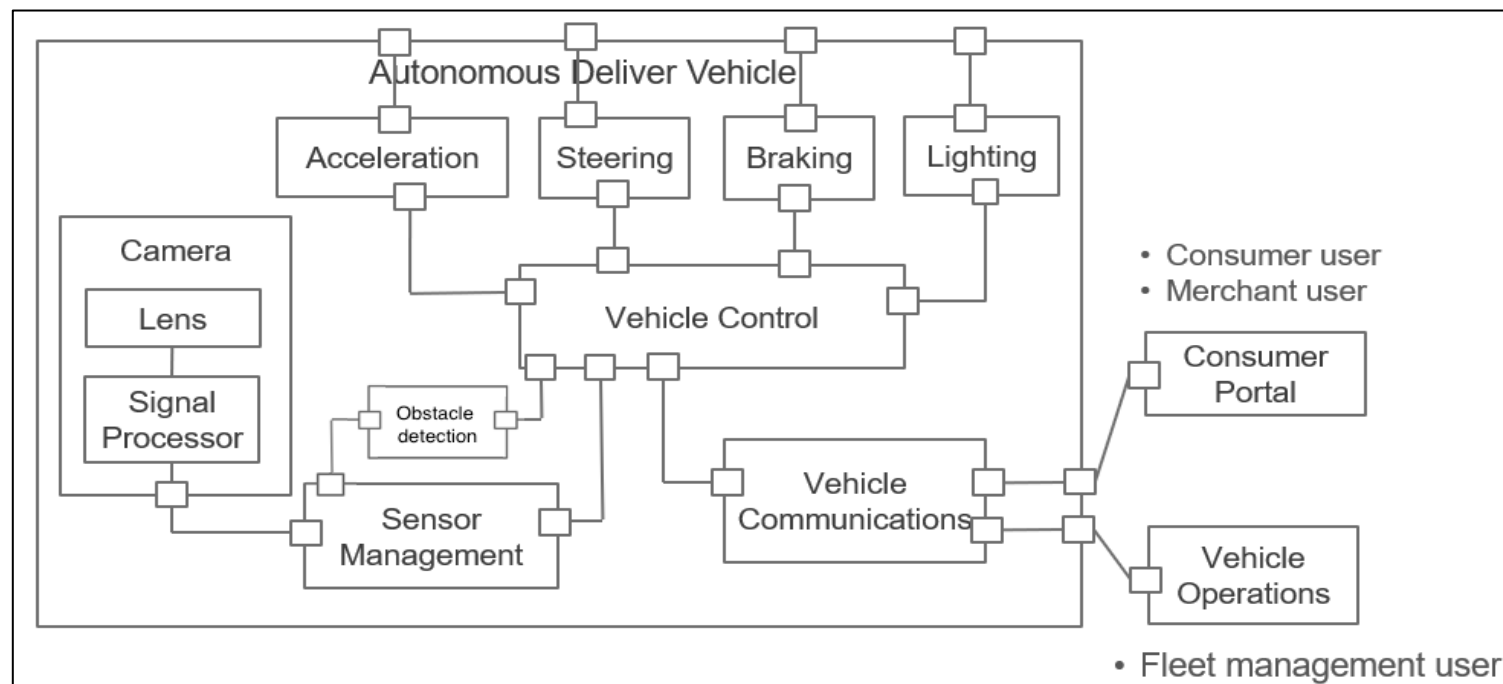 Autonomous Deliver Vehicle
Acceleration
Steering
Braking
Lighting
Camera
Lens
Signal
Processor
Vehicle Control
Obstacle
detection
Sensor
Management
Vehicle
Communications
• Consumer user
• Merchant user
Consumer
Portal
Vehicle
Operations
• Fleet management user